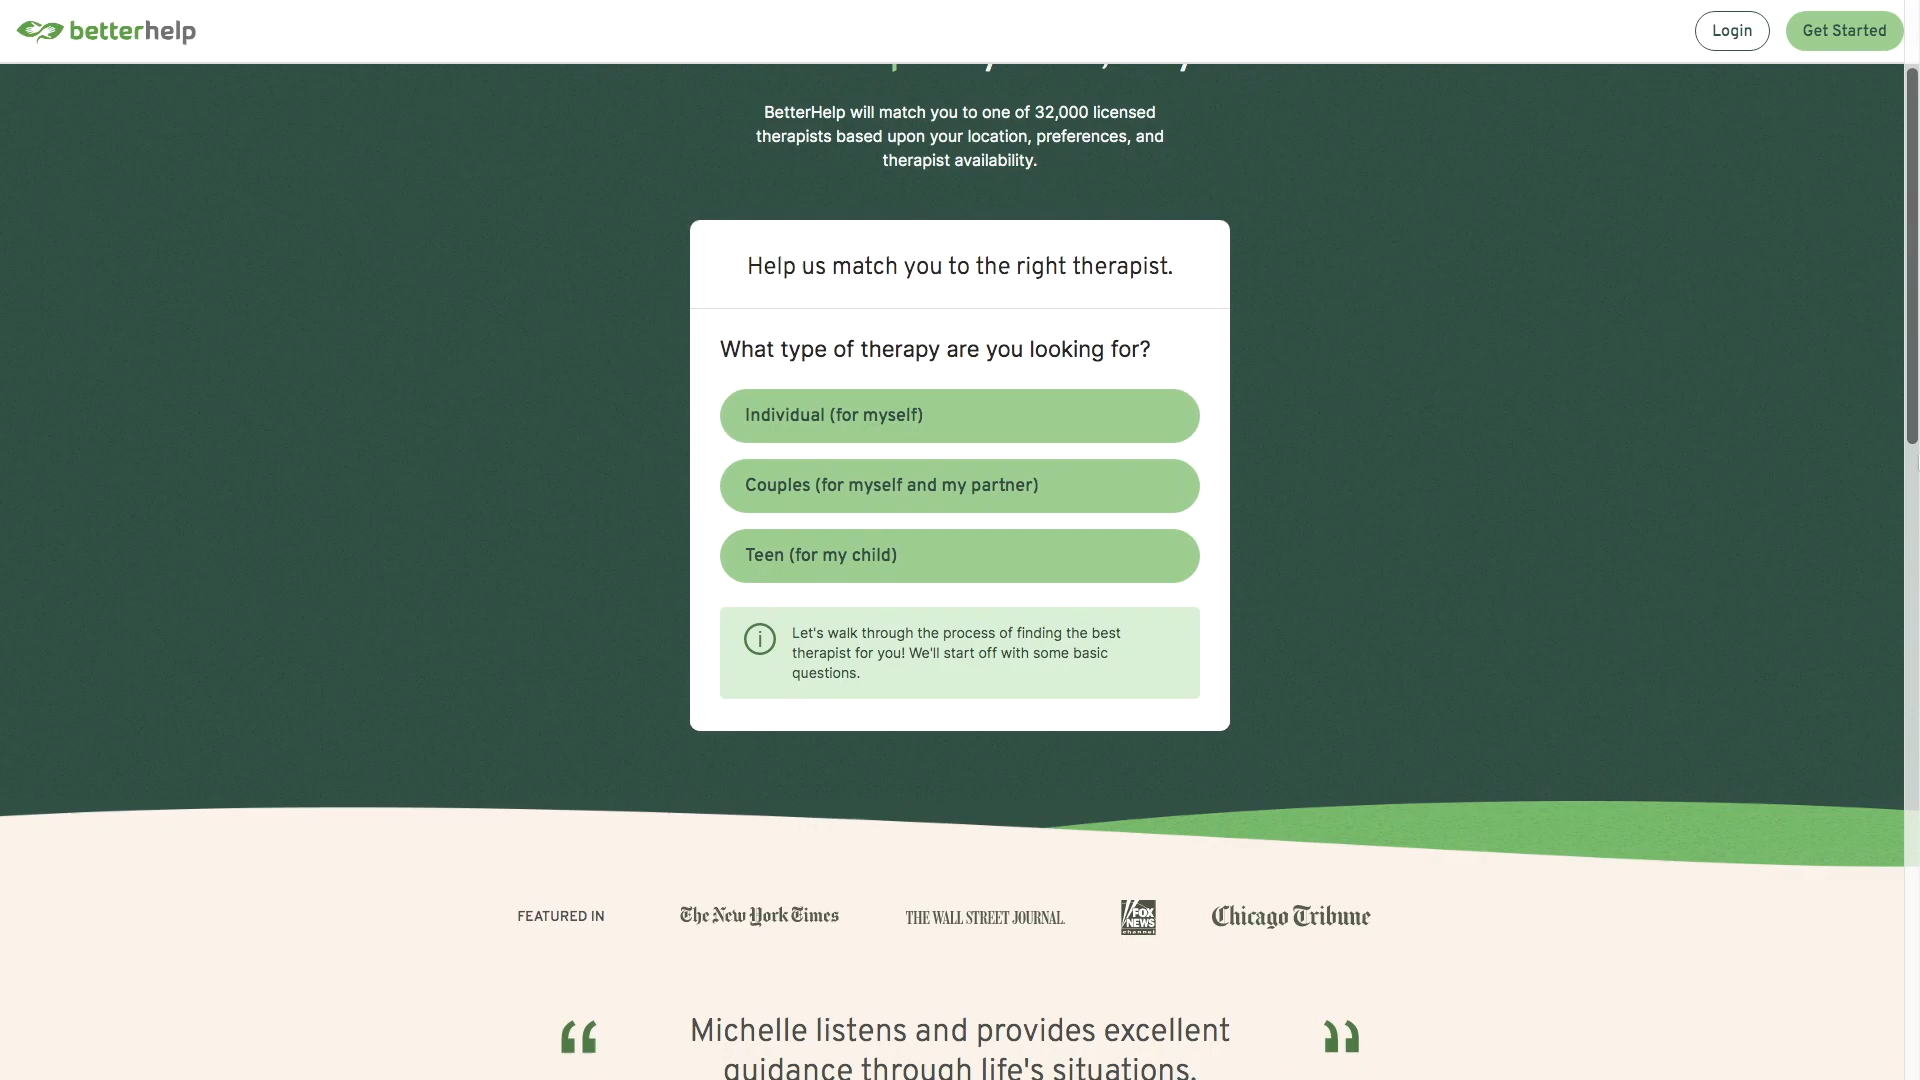 betterhelp
Login
Get Started
BetterHelp will match you to one of 32,000 licensed
therapists based upon your location, preferences, and
therapist availability.
Help us match you to the right therapist.
What type of therapy are you looking for?
Individual (for myself)
Couples (for myself and my partner)
Teen (for my child)
Let's walk through the process of finding the best
therapist for you! We'll start off with some basic
questions.
FEATURED IN
The New York Times
THE WALL STREET JOURNAL.
FOX
NEWS
channel
Chicago Tribune
“ Michelle listens and provides excellent ”
guidance through life's situations.